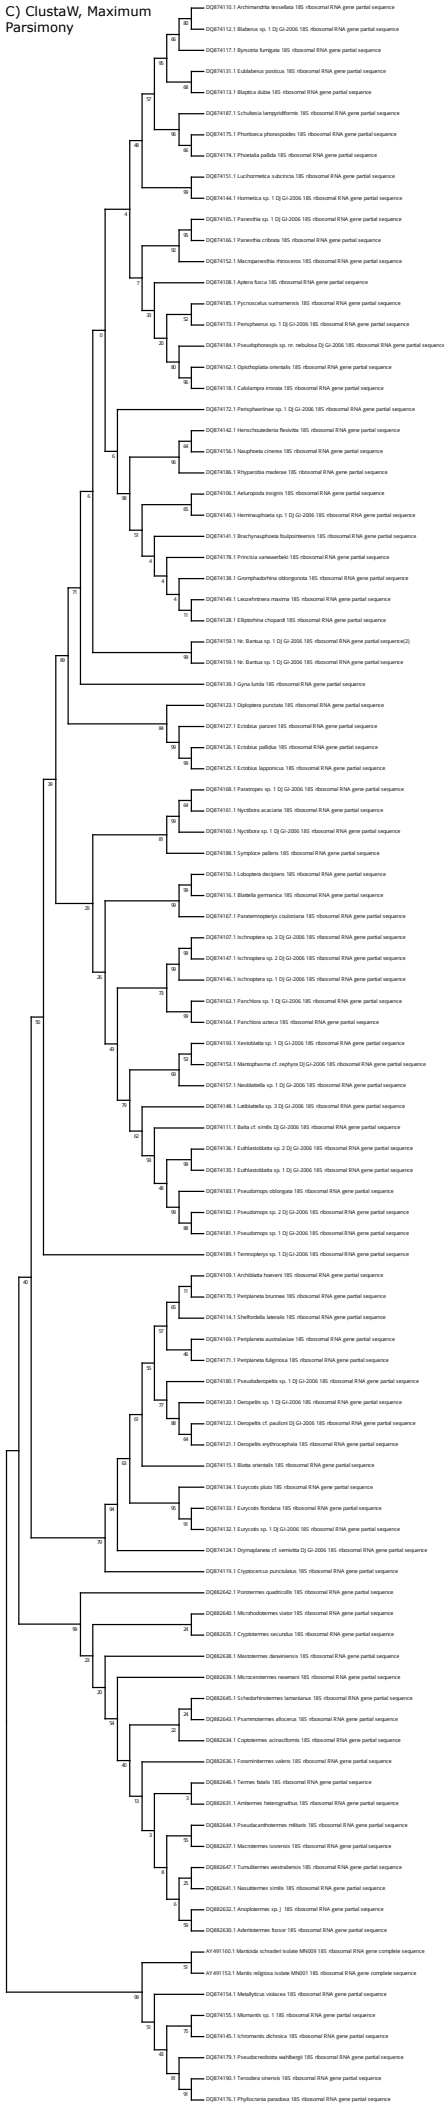 C) ClustaW, Maximum
Parsimony
DQ874110.1 Archimandrita tessellata 18S ribosomal RNA gene partial sequence
DQ874112.1 Blaberus sp. 1 DJ GI-2006 18S ribosomal RNA gene partial sequence
DQ874117.1 Byrsotria fumigata 18S ribosomal RNA gene partial sequence
DQ874131.1 Eublaberus posticus 18S ribosomal RNA gene partial sequence
DQ874113.1 Blaptica dubia 18S ribosomal RNA gene partial sequence
DQ874187.1 Schultesia lampyridiformis 18S ribosomal RNA gene partial sequence
DQ874175.1 Phortioeca phoraspoides 18S ribosomal RNA gene partial sequence
DQ874174.1 Phoetalia pallida 18S ribosomal RNA gene partial sequence
DQ874151.1 Lucihormetica subcincta 18S ribosomal RNA gene partial sequence
DQ874144.1 Hormetica sp. 1 DJ GI-2006 18S ribosomal RNA gene partial sequence
DQ874165.1 Panesthia sp. 1 DJ GI-2006 18S ribosomal RNA gene partial sequence
DQ874166.1 Panesthia cribrata 18S ribosomal RNA gene partial sequence
DQ874152.1 Macropanesthia rhinoceros 18S ribosomal RNA gene partial sequence
DQ874108.1 Aptera fusca 18S ribosomal RNA gene partial sequence
DQ874185.1 Pycnoscelus surinamensis 18S ribosomal RNA gene partial sequence
DQ874173.1 Perisphaerus sp. 1 DJ GI-2006 18S ribosomal RNA gene partial sequence
DQ874184.1 Pseudophoraspis sp. nr. nebulosa DJ GI-2006 18S ribosomal RNA gene partial sequence
DQ874162.1 Opisthoplatia orientalis 18S ribosomal RNA gene partial sequence
DQ874118.1 Calolampra irrorata 18S ribosomal RNA gene partial sequence
DQ874172.1 Perisphaeriinae sp. 1 DJ GI-2006 18S ribosomal RNA gene partial sequence
DQ874142.1 Henschoutedenia flexivitta 18S ribosomal RNA gene partial sequence
DQ874156.1 Nauphoeta cinerea 18S ribosomal RNA gene partial sequence
DQ874186.1 Rhyparobia maderae 18S ribosomal RNA gene partial sequence
DQ874106.1 Aeluropoda insignis 18S ribosomal RNA gene partial sequence
DQ874140.1 Heminauphoeta sp. 1 DJ GI-2006 18S ribosomal RNA gene partial sequence
DQ874141.1 Brachynauphoeta foulpointeensis 18S ribosomal RNA gene partial sequence
DQ874178.1 Princisia vanwaerbeki 18S ribosomal RNA gene partial sequence
DQ874138.1 Gromphadorhina oblongonota 18S ribosomal RNA gene partial sequence
DQ874149.1 Leozehntnera maxima 18S ribosomal RNA gene partial sequence
DQ874128.1 Elliptorhina chopardi 18S ribosomal RNA gene partial sequence
DQ874159.1 Nr. Bantua sp. 1 DJ GI-2006 18S ribosomal RNA gene partial sequence(2)
DQ874159.1 Nr. Bantua sp. 1 DJ GI-2006 18S ribosomal RNA gene partial sequence
DQ874139.1 Gyna lurida 18S ribosomal RNA gene partial sequence
DQ874123.1 Diploptera punctata 18S ribosomal RNA gene partial sequence
DQ874127.1 Ectobius panzeri 18S ribosomal RNA gene partial sequence
DQ874126.1 Ectobius pallidus 18S ribosomal RNA gene partial sequence
DQ874125.1 Ectobius lapponicus 18S ribosomal RNA gene partial sequence
DQ874168.1 Paratropes sp. 1 DJ GI-2006 18S ribosomal RNA gene partial sequence
DQ874161.1 Nyctibora acaciana 18S ribosomal RNA gene partial sequence
DQ874160.1 Nyctibora sp. 1 DJ GI-2006 18S ribosomal RNA gene partial sequence
DQ874188.1 Symploce pallens 18S ribosomal RNA gene partial sequence
DQ874150.1 Loboptera decipiens 18S ribosomal RNA gene partial sequence
DQ874116.1 Blattella germanica 18S ribosomal RNA gene partial sequence
DQ874167.1 Paratemnopteryx couloniana 18S ribosomal RNA gene partial sequence
DQ874107.1 Ischnoptera sp. 3 DJ GI-2006 18S ribosomal RNA gene partial sequence
DQ874147.1 Ischnoptera sp. 2 DJ GI-2006 18S ribosomal RNA gene partial sequence
DQ874146.1 Ischnoptera sp. 1 DJ GI-2006 18S ribosomal RNA gene partial sequence
DQ874163.1 Panchlora sp. 1 DJ GI-2006 18S ribosomal RNA gene partial sequence
DQ874164.1 Panchlora azteca 18S ribosomal RNA gene partial sequence
DQ874193.1 Xestoblatta sp. 1 DJ GI-2006 18S ribosomal RNA gene partial sequence
DQ874153.1 Mantophasma cf. zephyra DJ GI-2006 18S ribosomal RNA gene partial sequence
DQ874157.1 Neoblattella sp. 1 DJ GI-2006 18S ribosomal RNA gene partial sequence
DQ874148.1 Latiblattella sp. 3 DJ GI-2006 18S ribosomal RNA gene partial sequence
DQ874111.1 Balta cf. similis DJ GI-2006 18S ribosomal RNA gene partial sequence
DQ874136.1 Euthlastoblatta sp. 2 DJ GI-2006 18S ribosomal RNA gene partial sequence
DQ874135.1 Euthlastoblatta sp. 1 DJ GI-2006 18S ribosomal RNA gene partial sequence
DQ874183.1 Pseudomops oblongata 18S ribosomal RNA gene partial sequence
DQ874182.1 Pseudomops sp. 2 DJ GI-2006 18S ribosomal RNA gene partial sequence
DQ874181.1 Pseudomops sp. 1 DJ GI-2006 18S ribosomal RNA gene partial sequence
DQ874189.1 Temnopteryx sp. 1 DJ GI-2006 18S ribosomal RNA gene partial sequence
DQ874109.1 Archiblatta hoeveni 18S ribosomal RNA gene partial sequence
DQ874170.1 Periplaneta brunnea 18S ribosomal RNA gene partial sequence
DQ874114.1 Shelfordella lateralis 18S ribosomal RNA gene partial sequence
DQ874169.1 Periplaneta australasiae 18S ribosomal RNA gene partial sequence
DQ874171.1 Periplaneta fuliginosa 18S ribosomal RNA gene partial sequence
DQ874180.1 Pseudoderopeltis sp. 1 DJ GI-2006 18S ribosomal RNA gene partial sequence
DQ874120.1 Deropeltis sp. 1 DJ GI-2006 18S ribosomal RNA gene partial sequence
DQ874122.1 Deropeltis cf. paulioni DJ GI-2006 18S ribosomal RNA gene partial sequence
DQ874121.1 Deropeltis erythrocephala 18S ribosomal RNA gene partial sequence
DQ874115.1 Blatta orientalis 18S ribosomal RNA gene partial sequence
DQ874134.1 Eurycotis pluto 18S ribosomal RNA gene partial sequence
DQ874133.1 Eurycotis floridana 18S ribosomal RNA gene partial sequence
DQ874132.1 Eurycotis sp. 1 DJ GI-2006 18S ribosomal RNA gene partial sequence
DQ874124.1 Drymaplaneta cf. semivitta DJ GI-2006 18S ribosomal RNA gene partial sequence
DQ874119.1 Cryptocercus punctulatus 18S ribosomal RNA gene partial sequence
DQ882642.1 Porotermes quadricollis 18S ribosomal RNA gene partial sequence
DQ882640.1 Microhodotermes viator 18S ribosomal RNA gene partial sequence
DQ882635.1 Cryptotermes secundus 18S ribosomal RNA gene partial sequence
DQ882638.1 Mastotermes darwiniensis 18S ribosomal RNA gene partial sequence
DQ882639.1 Microcerotermes newmani 18S ribosomal RNA gene partial sequence
DQ882645.1 Schedorhinotermes lamanianus 18S ribosomal RNA gene partial sequence
DQ882643.1 Psammotermes allocerus 18S ribosomal RNA gene partial sequence
DQ882634.1 Coptotermes acinaciformis 18S ribosomal RNA gene partial sequence
DQ882636.1 Foraminitermes valens 18S ribosomal RNA gene partial sequence
DQ882646.1 Termes fatalis 18S ribosomal RNA gene partial sequence
DQ882631.1 Amitermes heterognathus 18S ribosomal RNA gene partial sequence
DQ882644.1 Pseudacanthotermes militaris 18S ribosomal RNA gene partial sequence
DQ882637.1 Macrotermes ivorensis 18S ribosomal RNA gene partial sequence
DQ882647.1 Tumulitermes westraliensis 18S ribosomal RNA gene partial sequence
DQ882641.1 Nasutitermes similis 18S ribosomal RNA gene partial sequence
DQ882632.1 Anoplotermes sp. J 18S ribosomal RNA gene partial sequence
DQ882630.1 Aderitotermes fossor 18S ribosomal RNA gene partial sequence
AY491160.1 Mantoida schraderi isolate MN009 18S ribosomal RNA gene complete sequence
AY491153.1 Mantis religiosa isolate MN001 18S ribosomal RNA gene complete sequence
DQ874154.1 Metallyticus violacea 18S ribosomal RNA gene partial sequence
DQ874155.1 Miomantis sp. 1 18S ribosomal RNA gene partial sequence
DQ874145.1 Ichromantis dichroica 18S ribosomal RNA gene partial sequence
DQ874179.1 Pseudocreobotra wahlbergii 18S ribosomal RNA gene partial sequence
DQ874190.1 Tenodera sinensis 18S ribosomal RNA gene partial sequence
DQ874176.1 Phyllocrania paradoxa 18S ribosomal RNA gene partial sequence